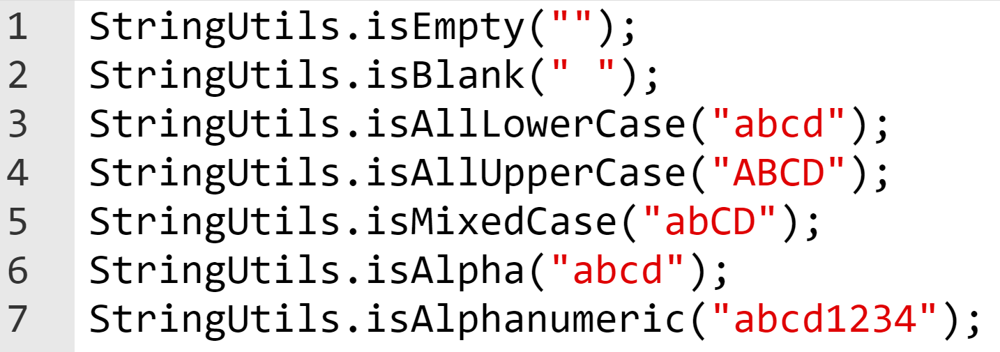 1 StringUtils.isEmpty("");
2 StringUtils.isBlank(" ");
3 StringUtils.isAllLowerCase("abcd");
4 StringUtils.isAllUpperCase("ABCD");
5 StringUtils.isMixedCase("abCD");
6 StringUtils.isAlpha("abcd");
7 StringUtils.isAlphanumeric("abcd1234");